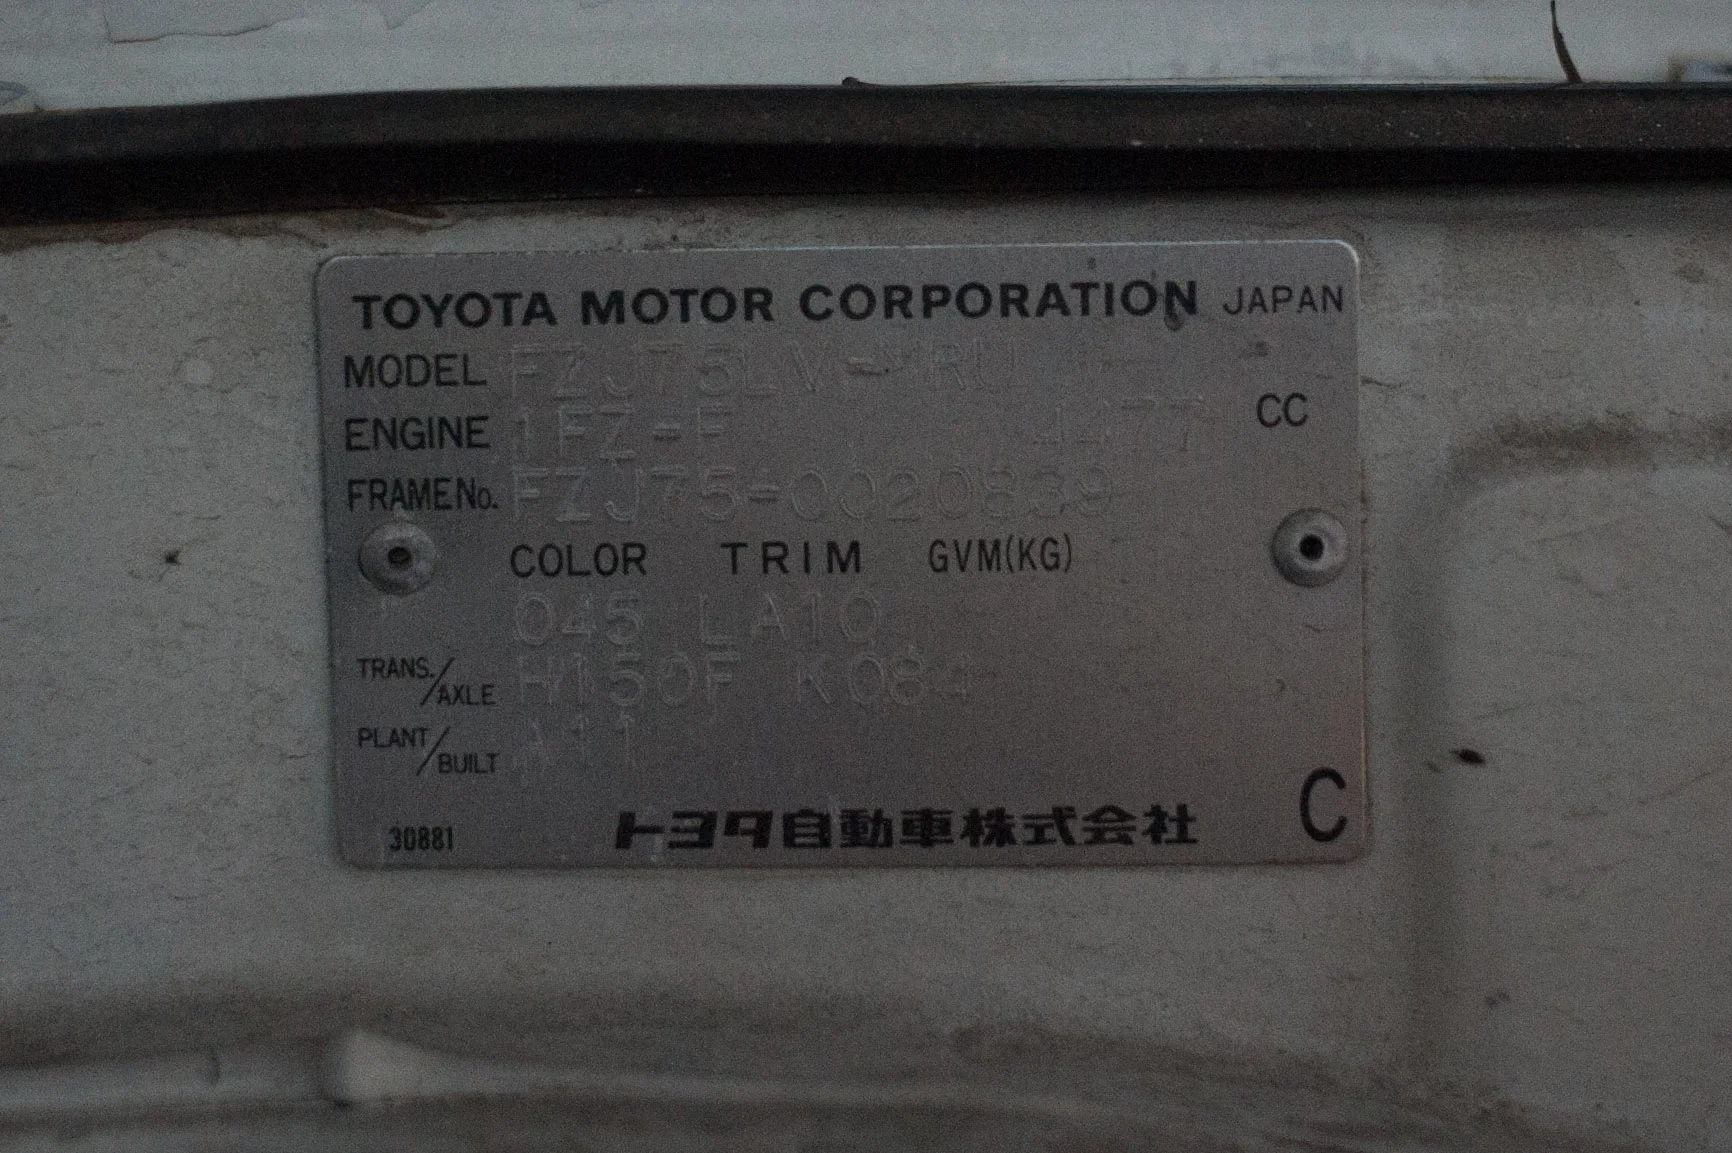 TOYOTA MOTOR CORPORATION JAPAN
MODEL FZJ75LV-MRU
ENGINE 1FZ-F 4477 CC
FRAME No. FZJ75-0020839
COLOR TRIM GVM(KG)
045 LA10
TRANS./AXLE H150F K084
PLANT/BUILT A11
30881 トヨタ自動車株式会社 C